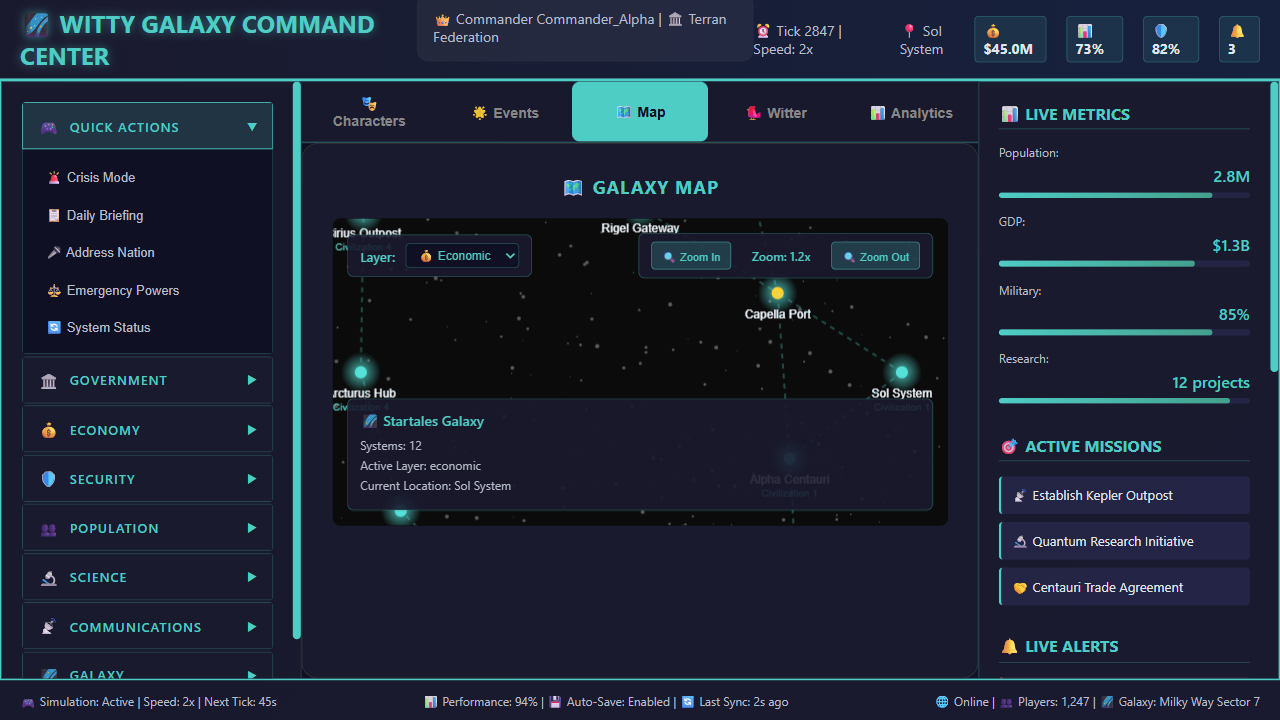 WITTY GALAXY COMMAND
CENTER
Commander Commander_Alpha | Terran
Federation
Tick 2847 |
Speed: 2x
Sol
System
$45.0M
73%
82%
3
QUICK ACTIONS
Crisis Mode
Daily Briefing
Address Nation
Emergency Powers
System Status
GOVERNMENT
ECONOMY
SECURITY
POPULATION
SCIENCE
COMMUNICATIONS
GALAXY
Characters
Events
Map
Witter
Analytics
GALAXY MAP
Rigel Gateway
Layer:
Economic
Zoom In
Zoom: 1.2x
Zoom Out
Capella Port
Hub
Sol System
Civilization 1
Startales Galaxy
Systems: 12
Active Layer: economic
Current Location: Sol System
Alpha Centauri
Civilization 1
LIVE METRICS
Population:
2.8M
GDP:
$1.3B
Military:
85%
Research:
12 projects
ACTIVE MISSIONS
Establish Kepler Outpost
Quantum Research Initiative
Centauri Trade Agreement
LIVE ALERTS
Simulation: Active | Speed: 2x | Next Tick: 45s
Performance: 94% | Auto-Save: Enabled | Last Sync: 2s ago
Online | Players: 1,247 | Galaxy: Milky Way Sector 7